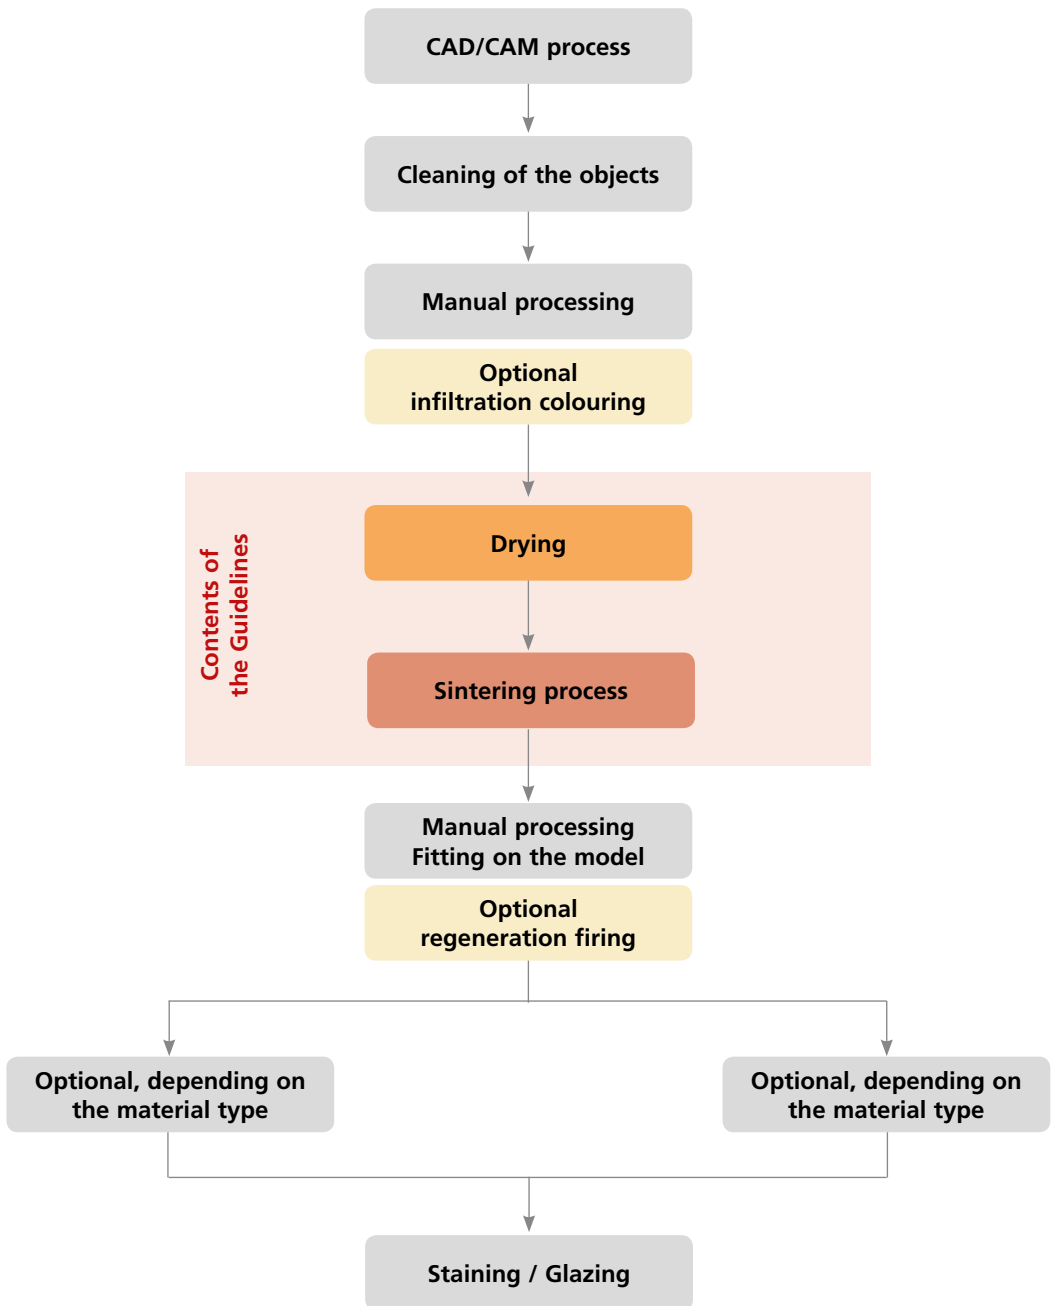 CAD/CAM process
Cleaning of the objects
Manual processing
Optional
infiltration colouring
Contents of
the Guidelines
Drying
Sintering process
Manual processing
Fitting on the model
Optional
regeneration firing
Optional, depending on
the material type
Optional, depending on
the material type
Staining / Glazing